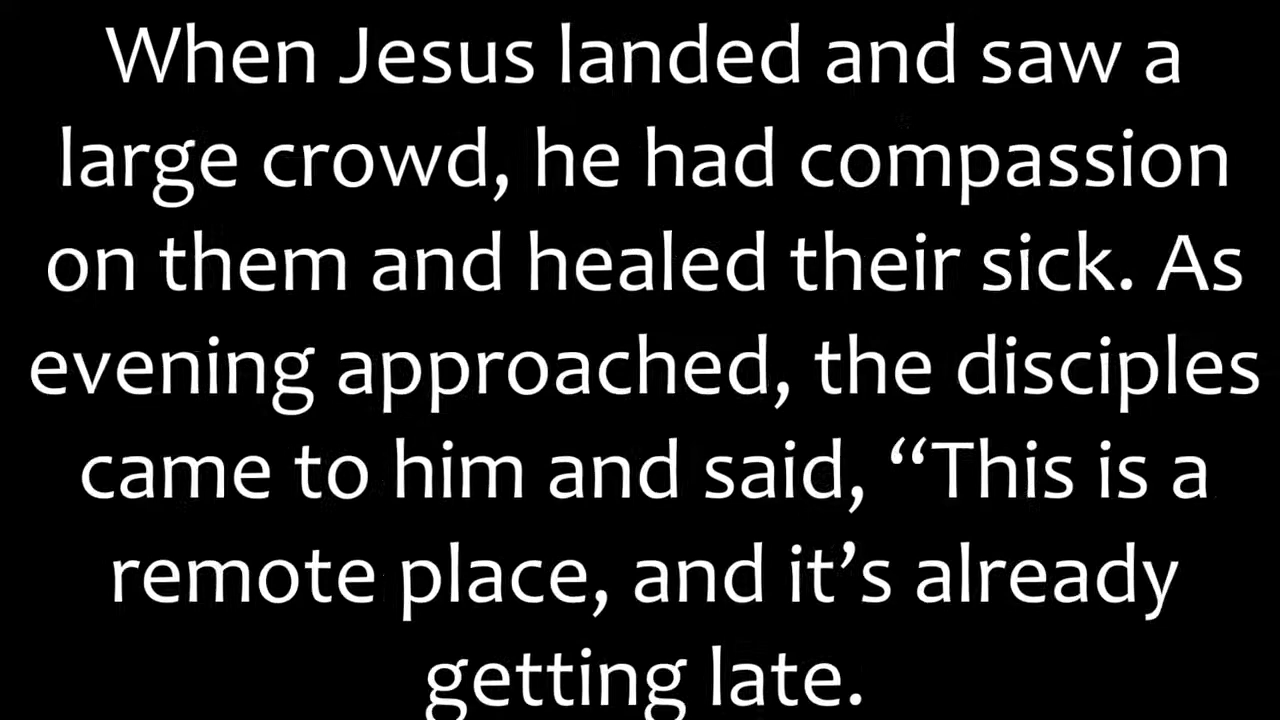 When Jesus landed and saw a
large crowd, he had compassion
on them and healed their sick. As
evening approached, the disciples
came to him and said, “This is a
remote place, and it’s already
getting late.